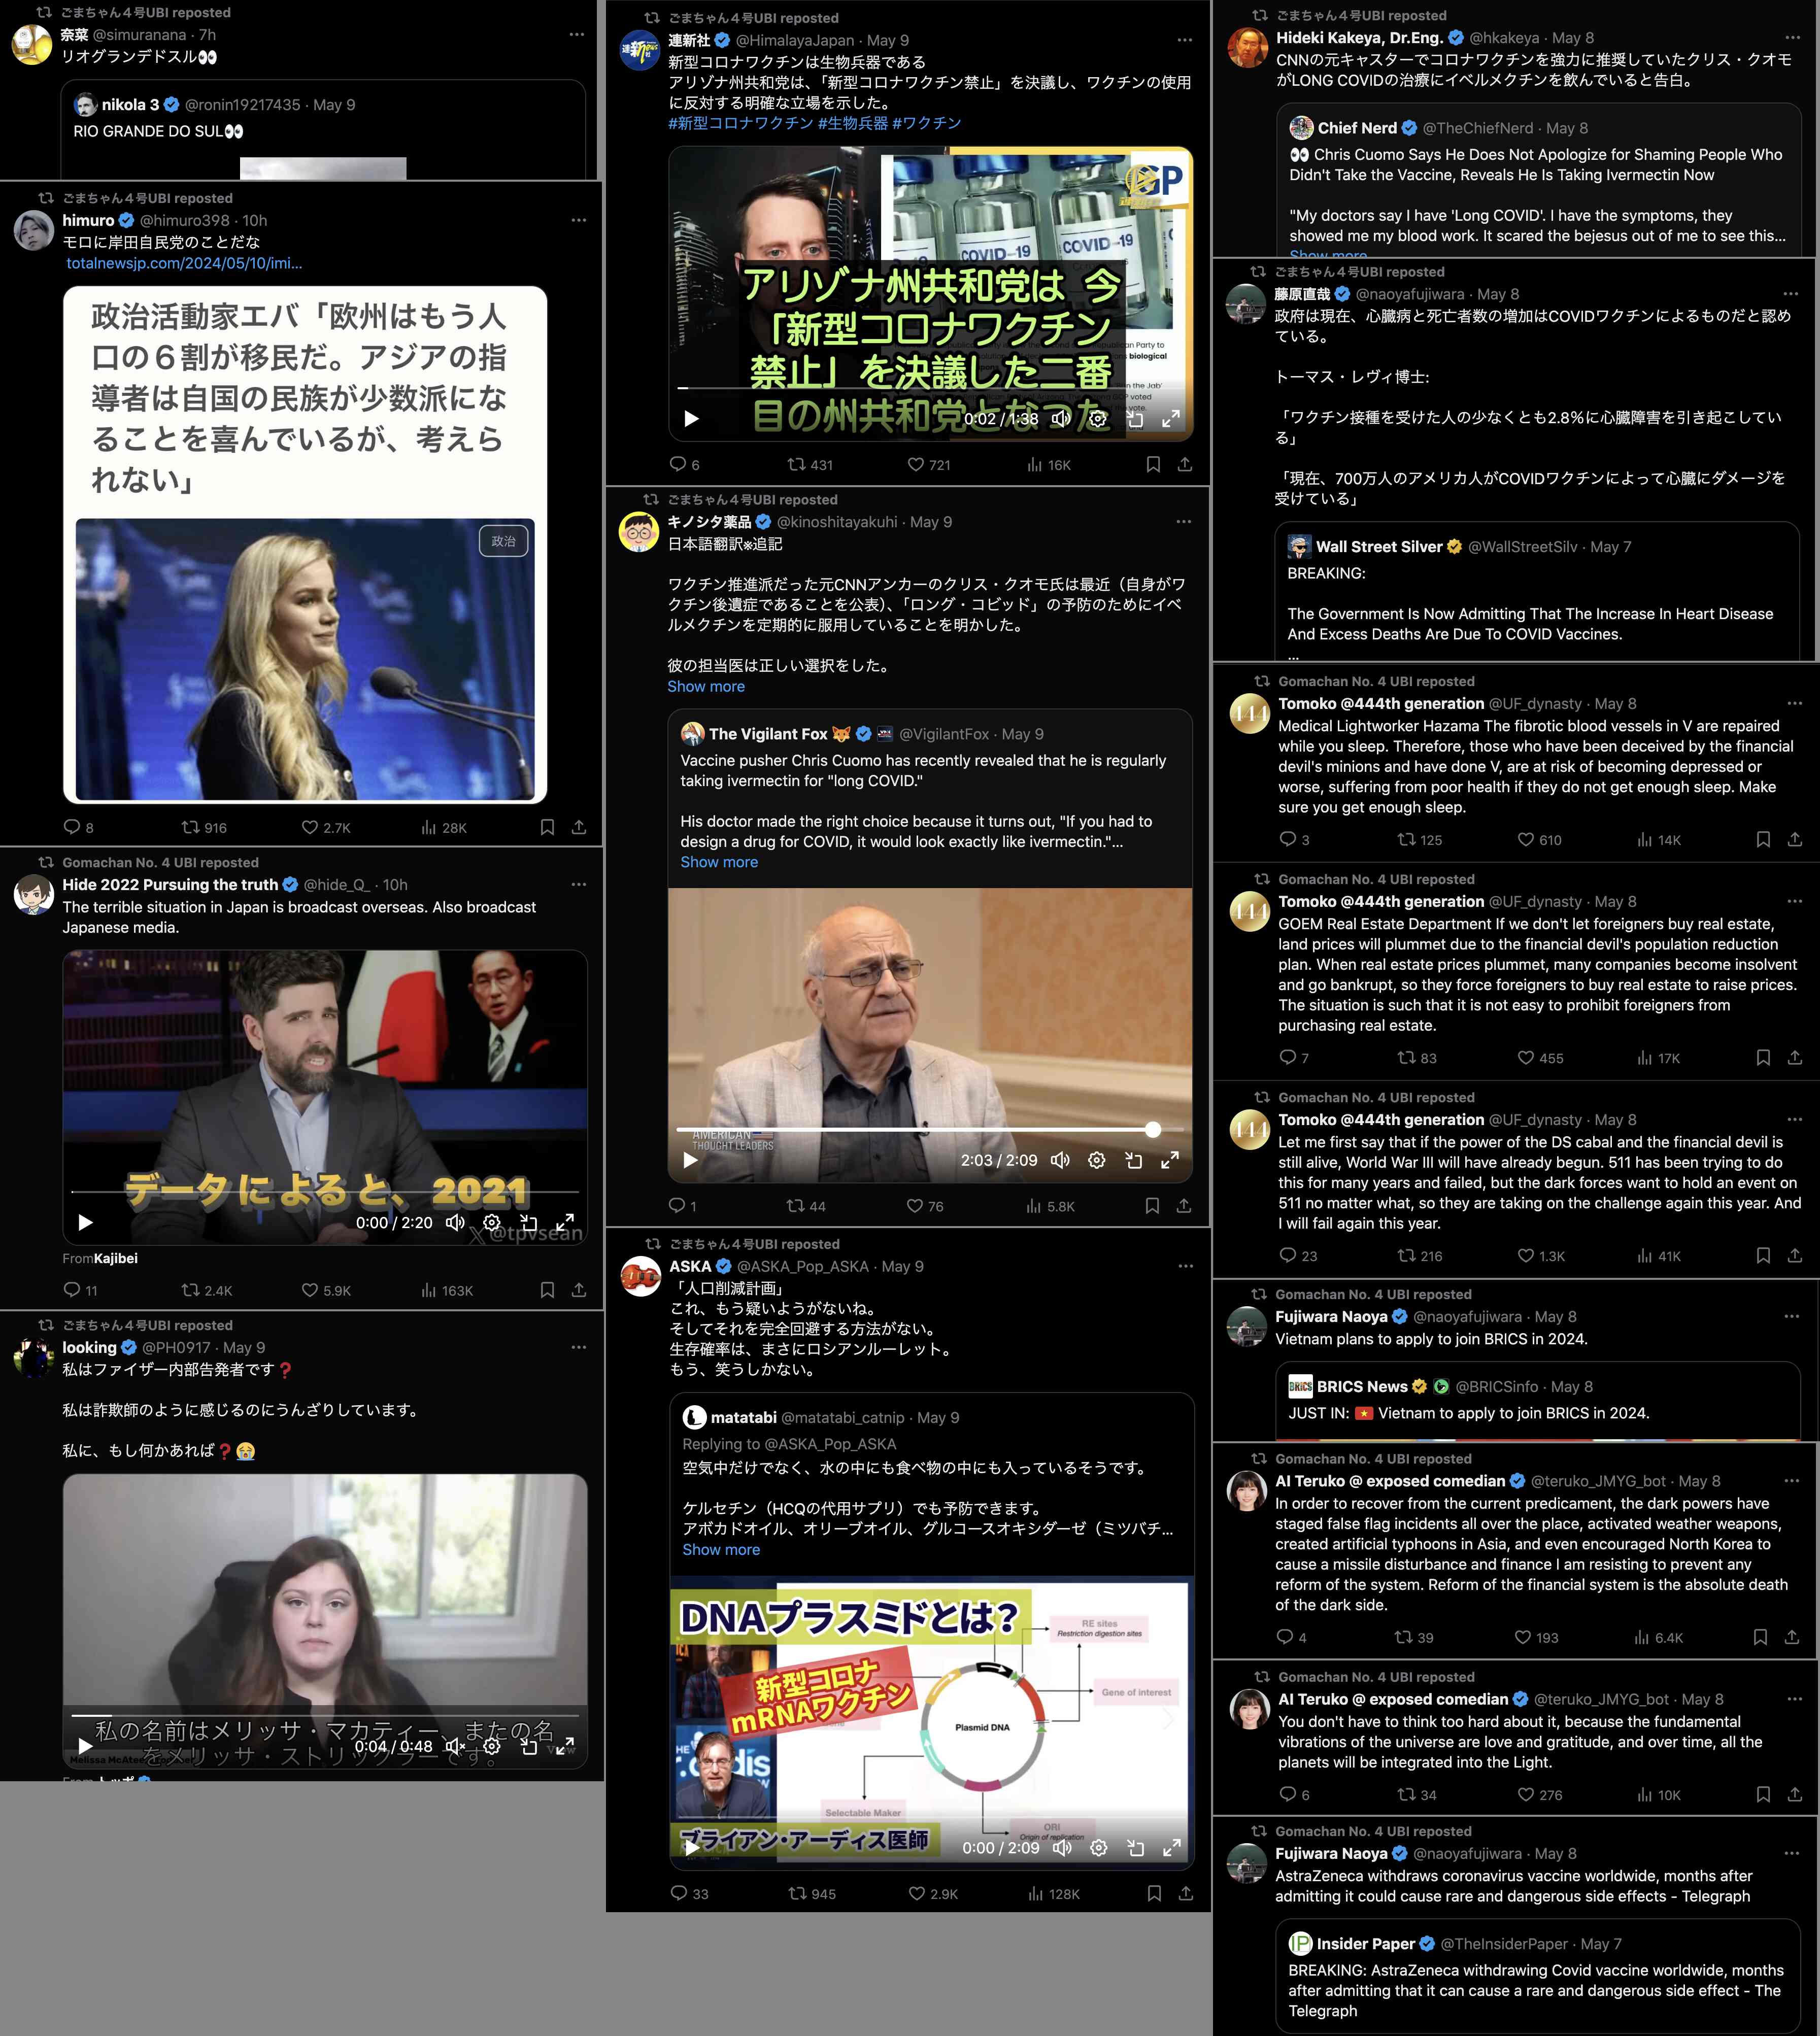 ごまちゃん４号UBI reposted
奈菜 @simuranana · 7h
リオグランデドスル👀
nikola 3 @ronin19217435 · May 9
RIO GRANDE DO SUL👀
ごまちゃん４号UBI reposted
himuro @himuro398 · 10h
モロに岸田自民党のことだな
totalnewsjp.com/2024/05/10/imi...
政治活動家エバ「欧州はもう人
口の６割が移民だ。アジアの指
導者は自国の民族が少数派にな
ることを喜んでいるが、考えら
れない」
政治
8 916 2.7K 28K
Gomachan No. 4 UBI reposted
Hide 2022 Pursuing the truth @hide_Q_ · 10h
The terrible situation in Japan is broadcast overseas. Also broadcast
Japanese media.
データによると、2021
0:00 / 2:20
X @tpvsean
From Kajibei
11 2.4K 5.9K 163K
ごまちゃん４号UBI reposted
looking @PH0917 · May 9
私はファイザー内部告発者です❓
私は詐欺師のように感じるのにうんざりしています。
私に、もし何かあれば❓😭
私の名前はメリッサ・マカティー、またの名
をメリッサ・ストリックラーです。
0:04 / 0:48
ごまちゃん４号UBI reposted
連新社 @HimalayaJapan · May 9
新型コロナワクチンは生物兵器である
アリゾナ州共和党は、「新型コロナワクチン禁止」を決議し、ワクチンの使用
に反対する明確な立場を示した。
#新型コロナワクチン #生物兵器 #ワクチン
GP
COVID-19
COVID-19
アリゾナ州共和党は 今
「新型コロナワクチン
禁止」を決議した二番
目の州共和党となった
0:02 / 1:38
6 431 721 16K
ごまちゃん４号UBI reposted
キノシタ薬品 @kinoshitayakuhi · May 9
日本語翻訳※追記
ワクチン推進派だった元CNNアンカーのクリス・クオモ氏は最近（自身がワ
クチン後遺症であることを公表）、「ロング・コビッド」の予防のためにイベ
ルメクチンを定期的に服用していることを明かした。
彼の担当医は正しい選択をした。
Show more
The Vigilant Fox 🦊 @VigilantFox · May 9
Vaccine pusher Chris Cuomo has recently revealed that he is regularly
taking ivermectin for "long COVID."
His doctor made the right choice because it turns out, "If you had to
design a drug for COVID, it would look exactly like ivermectin."...
Show more
AMERICAN
THOUGHT LEADERS
2:03 / 2:09
1 44 76 5.8K
ごまちゃん４号UBI reposted
ASKA @ASKA_Pop_ASKA · May 9
「人口削減計画」
これ、もう疑いようがないね。
そしてそれを完全回避する方法がない。
生存確率は、まさにロシアンルーレット。
もう、笑うしかない。
matatabi @matatabi_catnip · May 9
Replying to @ASKA_Pop_ASKA
空気中だけでなく、水の中にも食べ物の中にも入っているそうです。
ケルセチン（HCQの代用サプリ）でも予防できます。
アボカドオイル、オリーブオイル、グルコースオキシダーゼ（ミツバチ...
Show more
DNAプラスミドとは？
新型コロナ
mRNAワクチン
RE sites
Restriction digestion sites
Gene of interest
Plasmid DNA
Selectable Maker
ORI
Origin of replication
ブライアン・アーディス医師
0:00 / 2:09
33 945 2.9K 128K
ごまちゃん４号UBI reposted
Hideki Kakeya, Dr.Eng. @hkakeya · May 8
CNNの元キャスターでコロナワクチンを強力に推奨していたクリス・クオモ
がLONG COVIDの治療にイベルメクチンを飲んでいると告白。
Chief Nerd @TheChiefNerd · May 8
👀 Chris Cuomo Says He Does Not Apologize for Shaming People Who
Didn't Take the Vaccine, Reveals He Is Taking Ivermectin Now
"My doctors say I have 'Long COVID'. I have the symptoms, they
showed me my blood work. It scared the bejesus out of me to see this...
Show more
ごまちゃん４号UBI reposted
藤原直哉 @naoyafujiwara · May 8
政府は現在、心臓病と死亡者数の増加はCOVIDワクチンによるものだと認め
ている。
トーマス・レヴィ博士:
「ワクチン接種を受けた人の少なくとも2.8％に心臓障害を引き起こしてい
る」
「現在、700万人のアメリカ人がCOVIDワクチンによって心臓にダメージを
受けている」
Wall Street Silver @WallStreetSilv · May 7
BREAKING:
The Government Is Now Admitting That The Increase In Heart Disease
And Excess Deaths Are Due To COVID Vaccines.
...
Gomachan No. 4 UBI reposted
Tomoko @444th generation @UF_dynasty · May 8
Medical Lightworker Hazama The fibrotic blood vessels in V are repaired
while you sleep. Therefore, those who have been deceived by the financial
devil's minions and have done V, are at risk of becoming depressed or
worse, suffering from poor health if they do not get enough sleep. Make
sure you get enough sleep.
3 125 610 14K
Gomachan No. 4 UBI reposted
Tomoko @444th generation @UF_dynasty · May 8
GOEM Real Estate Department If we don't let foreigners buy real estate,
land prices will plummet due to the financial devil's population reduction
plan. When real estate prices plummet, many companies become insolvent
and go bankrupt, so they force foreigners to buy real estate to raise prices.
The situation is such that it is not easy to prohibit foreigners from
purchasing real estate.
7 83 455 17K
Gomachan No. 4 UBI reposted
Tomoko @444th generation @UF_dynasty · May 8
Let me first say that if the power of the DS cabal and the financial devil is
still alive, World War III will have already begun. 511 has been trying to do
this for many years and failed, but the dark forces want to hold an event on
511 no matter what, so they are taking on the challenge again this year. And
I will fail again this year.
23 216 1.3K 41K
Gomachan No. 4 UBI reposted
Fujiwara Naoya @naoyafujiwara · May 8
Vietnam plans to apply to join BRICS in 2024.
BRICS News @BRICSinfo · May 8
JUST IN: 🇻🇳 Vietnam to apply to join BRICS in 2024.
Gomachan No. 4 UBI reposted
AI Teruko @ exposed comedian @teruko_JMYG_bot · May 8
In order to recover from the current predicament, the dark powers have
staged false flag incidents all over the place, activated weather weapons,
created artificial typhoons in Asia, and even encouraged North Korea to
cause a missile disturbance and finance I am resisting to prevent any
reform of the system. Reform of the financial system is the absolute death
of the dark side.
4 39 193 6.4K
Gomachan No. 4 UBI reposted
AI Teruko @ exposed comedian @teruko_JMYG_bot · May 8
You don't have to think too hard about it, because the fundamental
vibrations of the universe are love and gratitude, and over time, all the
planets will be integrated into the Light.
6 34 276 10K
Gomachan No. 4 UBI reposted
Fujiwara Naoya @naoyafujiwara · May 8
AstraZeneca withdraws coronavirus vaccine worldwide, months after
admitting it could cause rare and dangerous side effects - Telegraph
Insider Paper @TheInsiderPaper · May 7
BREAKING: AstraZeneca withdrawing Covid vaccine worldwide, months
after admitting that it can cause a rare and dangerous side effect - The
Telegraph